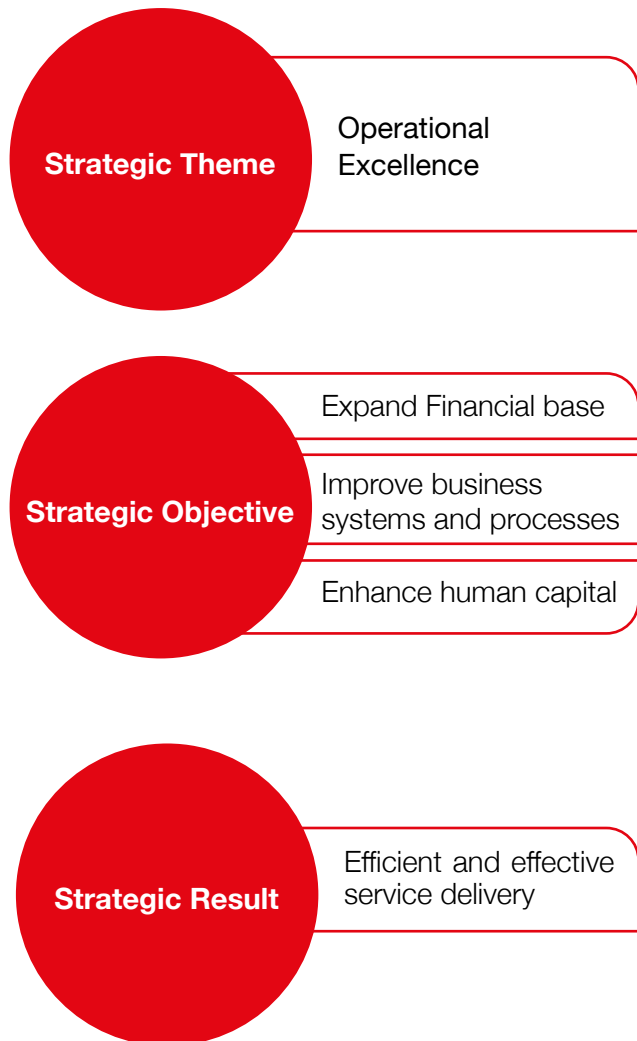 Strategic Theme
Operational
Excellence
Strategic Objective
Expand Financial base
Improve business
systems and processes
Enhance human capital
Strategic Result
Efficient and effective
service delivery